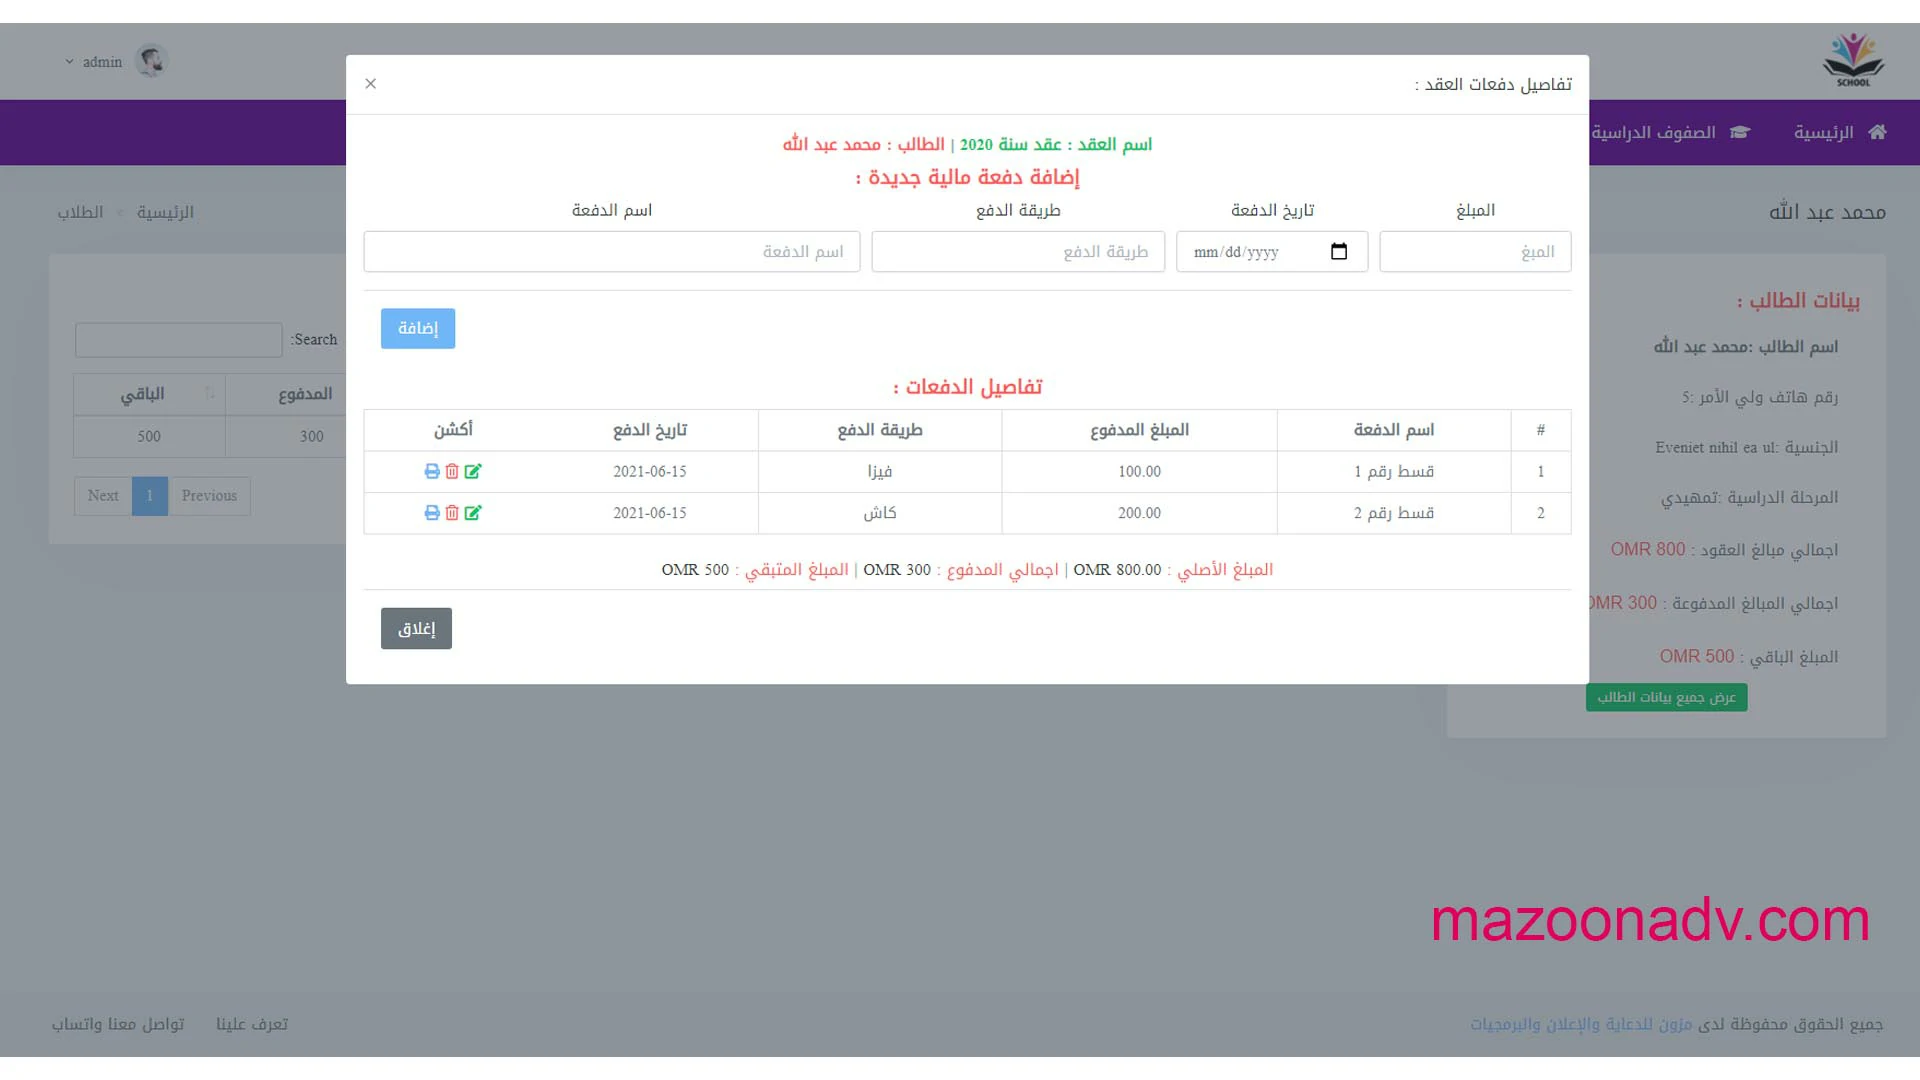 SCHOOL
admin
الرئيسية
الصفوف الدراسية
محمد عبد الله
الرئيسية > الطلاب
بيانات الطالب :
اسم الطالب :محمد عبد الله
رقم هاتف ولي الأمر :5
الجنسية :Eveniet nihil ea ul
المرحلة الدراسية :تمهيدي
اجمالي مبالغ العقود : OMR 800
اجمالي المبالغ المدفوعة : OMR 300
المبلغ الباقي : OMR 500
عرض جميع بيانات الطالب
تفاصيل دفعات العقد :
×
اسم العقد : عقد سنة 2020 | الطالب : محمد عبد الله
إضافة دفعة مالية جديدة :
المبلغ تاريخ الدفعة طريقة الدفع اسم الدفعة
المبغ mm/dd/yyyy طريقة الدفع اسم الدفعة
إضافة
تفاصيل الدفعات :
# اسم الدفعة المبلغ المدفوع طريقة الدفع تاريخ الدفع أكشن
1 قسط رقم 1 100.00 فيزا 2021-06-15
2 قسط رقم 2 200.00 كاش 2021-06-15
المبلغ الأصلي : OMR 800.00 | اجمالي المدفوع : OMR 300 | المبلغ المتبقي : OMR 500
إغلاق
Search:
المدفوع الباقي
300 500
Previous 1 Next
mazoonadv.com
جميع الحقوق محفوظة لدى مزون للدعاية والإعلان والبرمجيات
تعرف علينا تواصل معنا واتساب